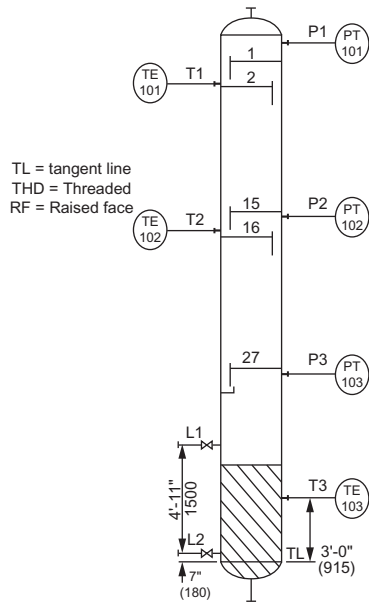 P1
PT
101
1
TE
101
T1
2
TL = tangent line
THD = Threaded
RF = Raised face
TE
102
T2
15
16
P2
PT
102
27
P3
PT
103
L1
4'-11"
1500
T3
TE
103
L2
TL
3'-0"
(915)
7"
(180)